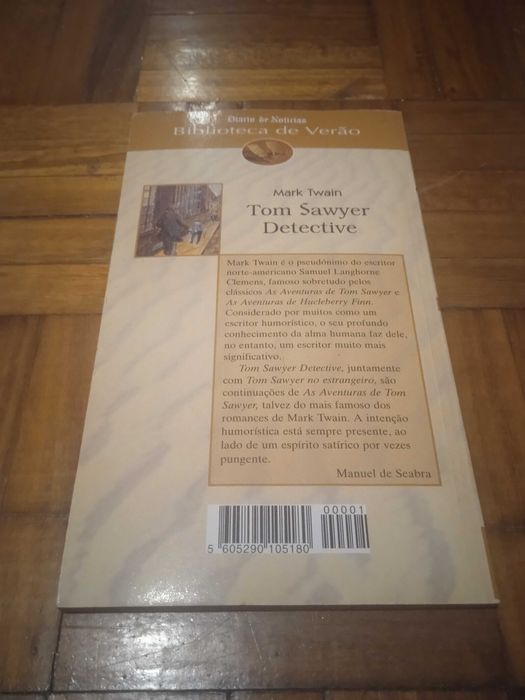 Diario de Notícias
Biblioteca de Verão
Mark Twain
Tom Sawyer
Detective
Mark Twain é o pseudónimo do escritor
norte-americano Samuel Langhorne
Clemens, famoso sobretudo pelos
clássicos As Aventuras de Tom Sawyer e
As Aventuras de Hucleberry Finn.
Considerado por muitos como um
escritor humorístico, o seu profundo
conhecimento da alma humana faz dele,
no entanto, um escritor muito mais
significativo.
Tom Sawyer Detective, juntamente
com Tom Sawyer no estrangeiro, são
continuações de As Aventuras de Tom
Sawyer, talvez do mais famoso dos
romances de Mark Twain. A intenção
humorística está sempre presente, ao
lado de um espírito satírico por vezes
pungente.
Manuel de Seabra
00001
5 605290 105180